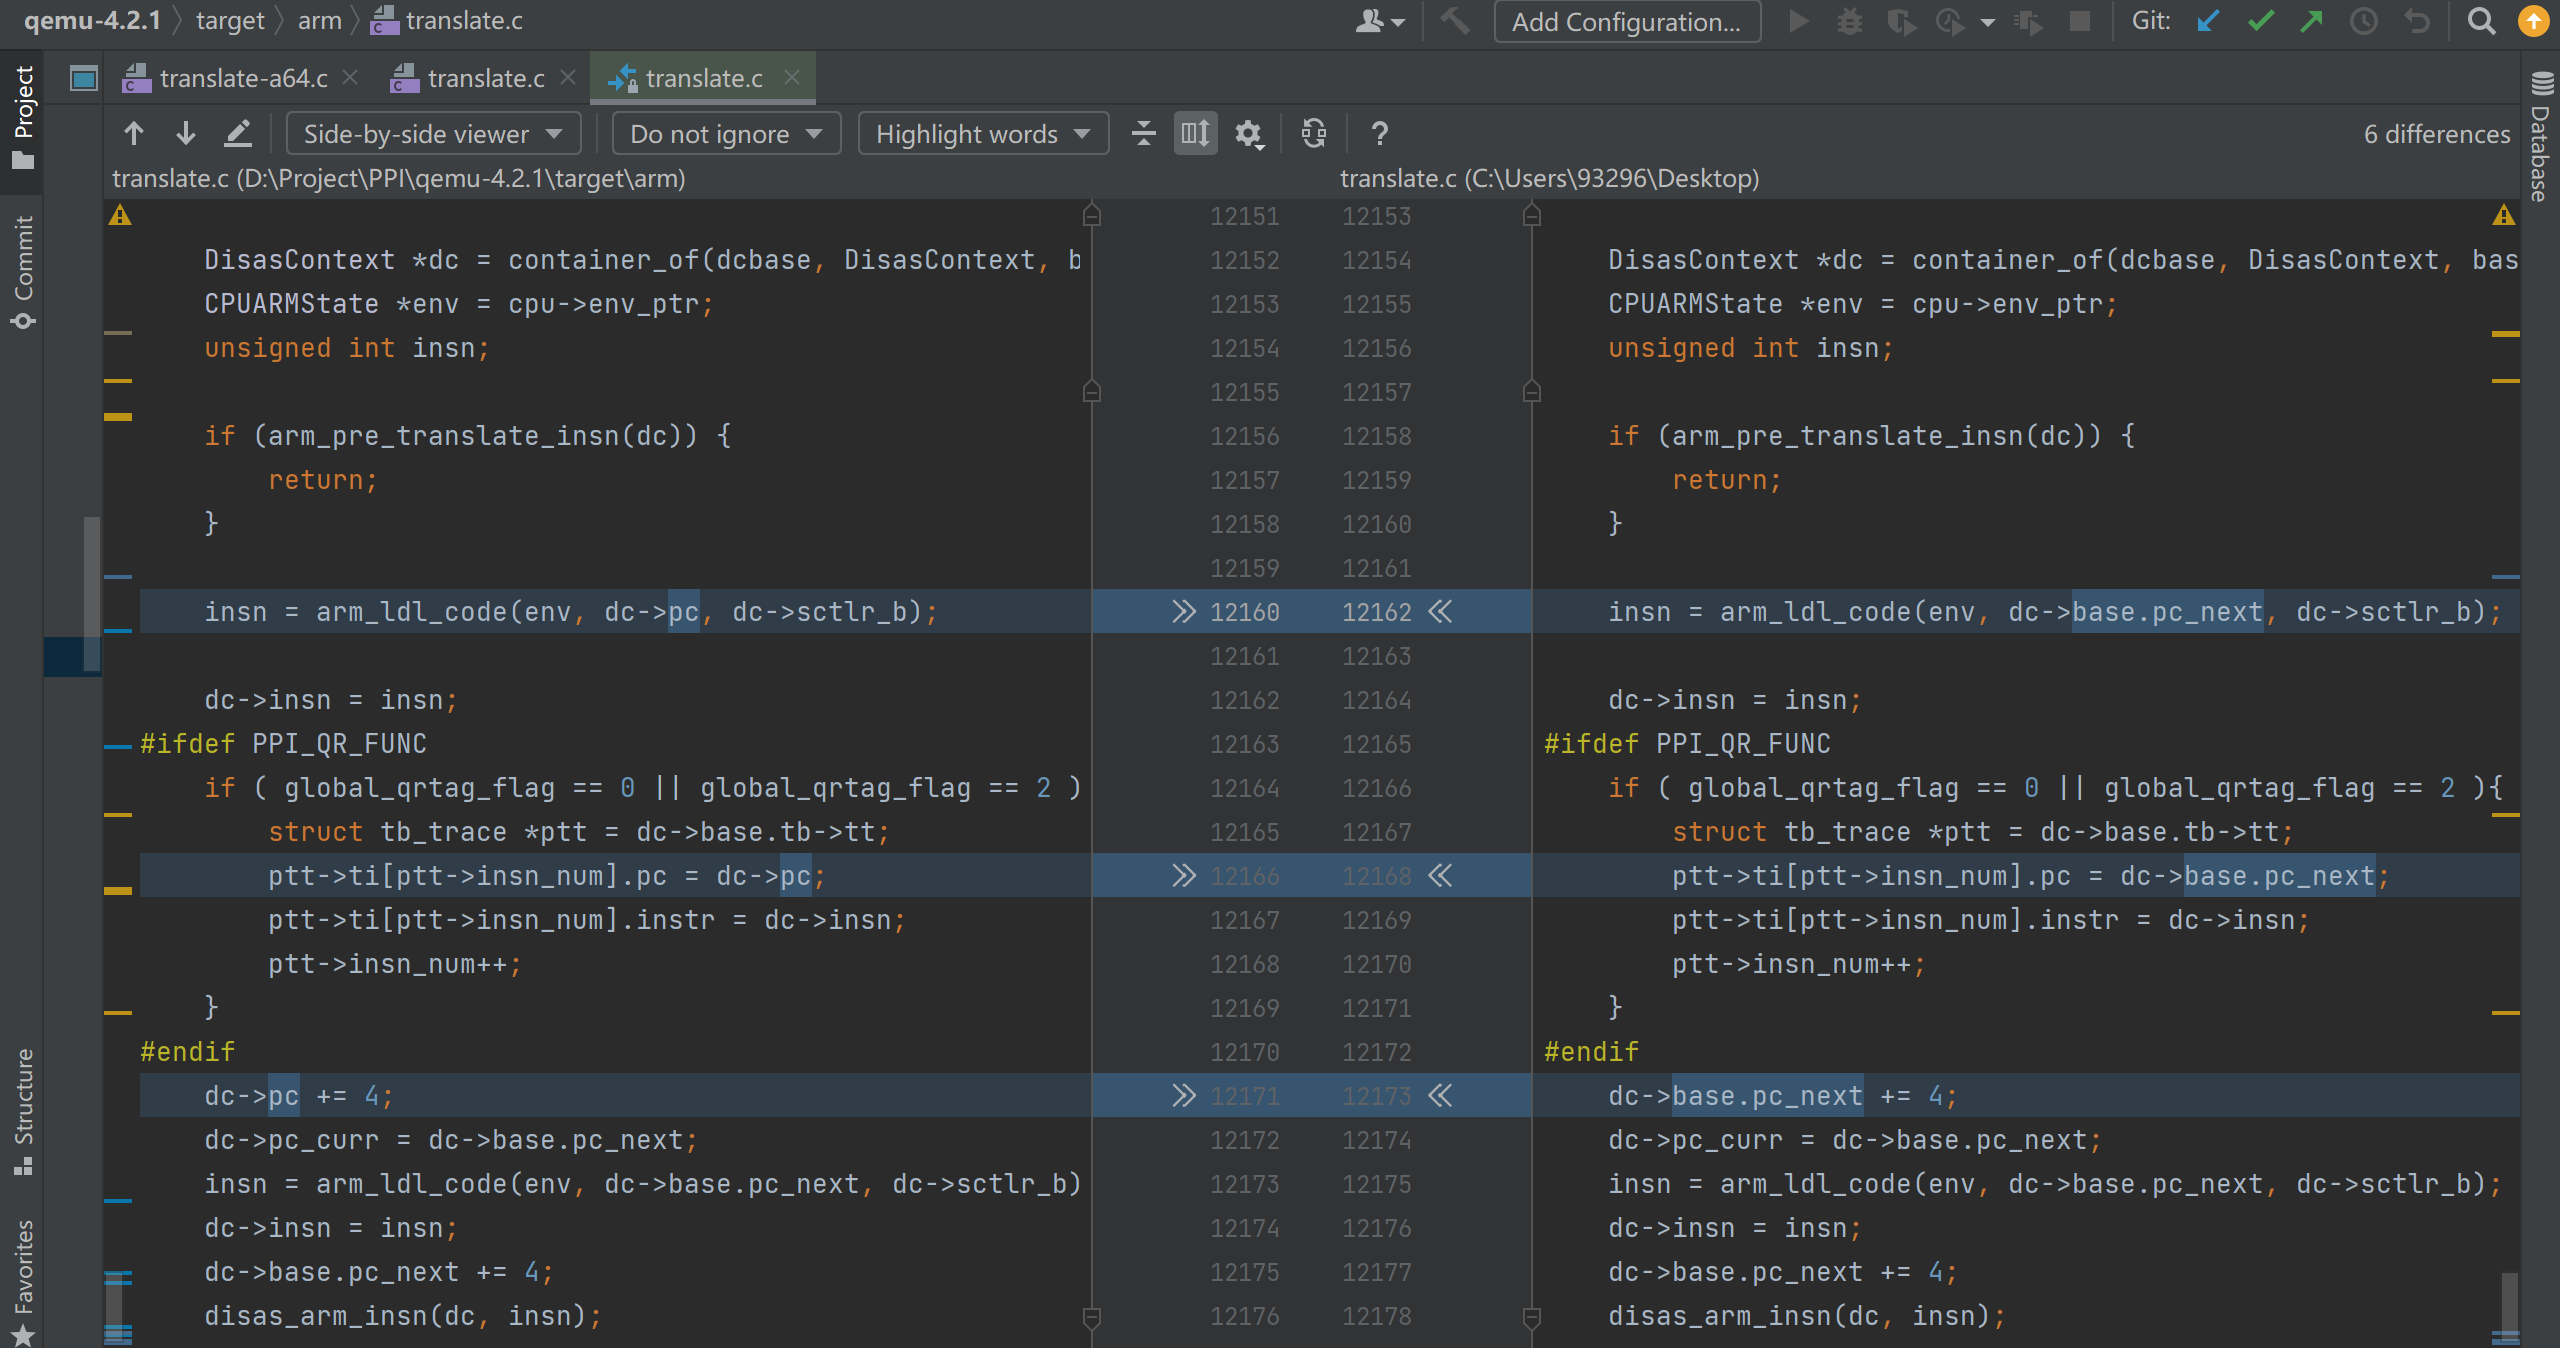 qemu-4.2.1 target arm translate.c Add Configuration... Git:
translate-a64.c translate.c translate.c
Side-by-side viewer Do not ignore Highlight words ? 6 differences
translate.c (D:\Project\PPI\qemu-4.2.1\target\arm) translate.c (C:\Users\93296\Desktop)
Project
Commit
Structure
Favorites
Database
12151 12153
DisasContext *dc = container_of(dcbase, DisasContext, b 12152 12154 DisasContext *dc = container_of(dcbase, DisasContext, bas
CPUARMState *env = cpu->env_ptr; 12153 12155 CPUARMState *env = cpu->env_ptr;
unsigned int insn; 12154 12156 unsigned int insn;
12155 12157
if (arm_pre_translate_insn(dc)) { 12156 12158 if (arm_pre_translate_insn(dc)) {
return; 12157 12159 return;
} 12158 12160 }
12159 12161
insn = arm_ldl_code(env, dc->pc, dc->sctlr_b); 12160 12162 insn = arm_ldl_code(env, dc->base.pc_next, dc->sctlr_b);
12161 12163
dc->insn = insn; 12162 12164 dc->insn = insn;
#ifdef PPI_QR_FUNC 12163 12165 #ifdef PPI_QR_FUNC
if ( global_qrtag_flag == 0 || global_qrtag_flag == 2 ) 12164 12166 if ( global_qrtag_flag == 0 || global_qrtag_flag == 2 ){
struct tb_trace *ptt = dc->base.tb->tt; 12165 12167 struct tb_trace *ptt = dc->base.tb->tt;
ptt->ti[ptt->insn_num].pc = dc->pc; 12166 12168 ptt->ti[ptt->insn_num].pc = dc->base.pc_next;
ptt->ti[ptt->insn_num].instr = dc->insn; 12167 12169 ptt->ti[ptt->insn_num].instr = dc->insn;
ptt->insn_num++; 12168 12170 ptt->insn_num++;
} 12169 12171 }
#endif 12170 12172 #endif
dc->pc += 4; 12171 12173 dc->base.pc_next += 4;
dc->pc_curr = dc->base.pc_next; 12172 12174 dc->pc_curr = dc->base.pc_next;
insn = arm_ldl_code(env, dc->base.pc_next, dc->sctlr_b) 12173 12175 insn = arm_ldl_code(env, dc->base.pc_next, dc->sctlr_b);
dc->insn = insn; 12174 12176 dc->insn = insn;
dc->base.pc_next += 4; 12175 12177 dc->base.pc_next += 4;
disas_arm_insn(dc, insn); 12176 12178 disas_arm_insn(dc, insn);